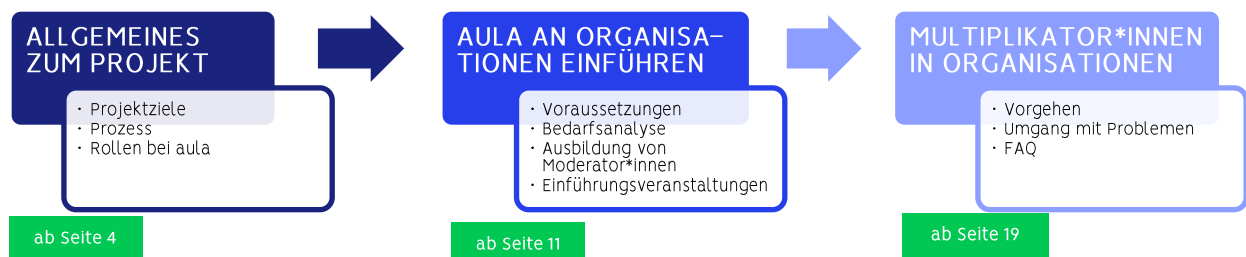 ALLGEMEINES
ZUM PROJEKT
· Projektziele
· Prozess
· Rollen bei aula
ab Seite 4
AULA AN ORGANISA–
TIONEN EINFÜHREN
· Voraussetzungen
· Bedarfsanalyse
· Ausbildung von
Moderator*innen
· Einführungsveranstaltungen
ab Seite 11
MULTIPLIKATOR*INNEN
IN ORGANISATIONEN
· Vorgehen
· Umgang mit Problemen
· FAQ
ab Seite 19